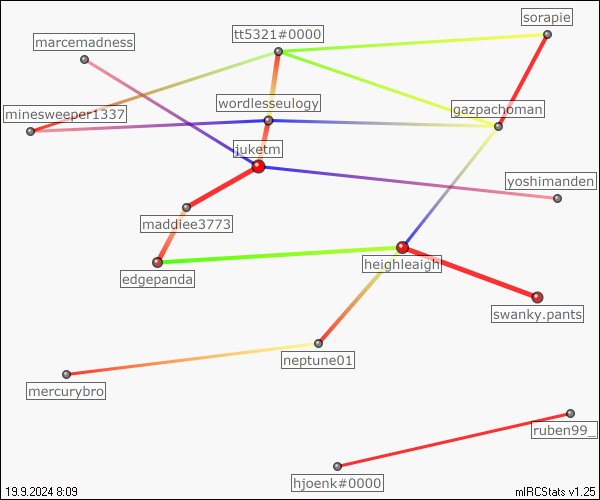 sorapie
tt5321#0000
marcemadness
wordlesseulogy
gazpachoman
minesweeper1337
juketm
yoshimanden
maddiee3773
heighleaigh
edgepanda
swanky.pants
neptune01
mercurybro
ruben99_
hjoenk#0000
19.9.2024 8:09
mIRCStats v1.25